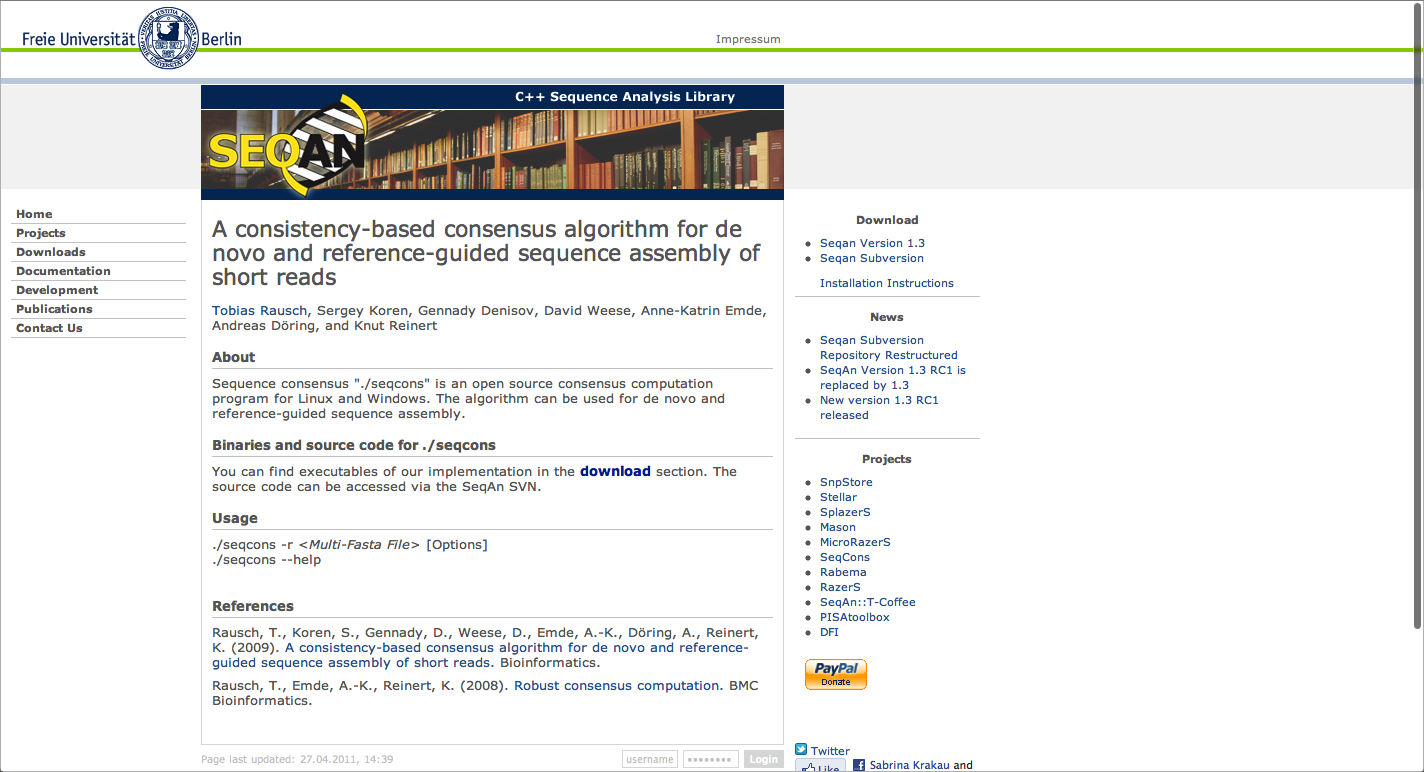 Freie Universität Berlin
Impressum
C++ Sequence Analysis Library
SEQAN
Home
Projects
Downloads
Documentation
Development
Publications
Contact Us
A consistency-based consensus algorithm for de
novo and reference-guided sequence assembly of
short reads
Tobias Rausch, Sergey Koren, Gennady Denisov, David Weese, Anne-Katrin Emde,
Andreas Döring, and Knut Reinert
About
Sequence consensus "./seqcons" is an open source consensus computation
program for Linux and Windows. The algorithm can be used for de novo and
reference-guided sequence assembly.
Binaries and source code for ./seqcons
You can find executables of our implementation in the download section. The
source code can be accessed via the SeqAn SVN.
Usage
./seqcons -r <Multi-Fasta File> [Options]
./seqcons --help
References
Rausch, T., Koren, S., Gennady, D., Weese, D., Emde, A.-K., Döring, A., Reinert,
K. (2009). A consistency-based consensus algorithm for de novo and reference-
guided sequence assembly of short reads. Bioinformatics.
Rausch, T., Emde, A.-K., Reinert, K. (2008). Robust consensus computation. BMC
Bioinformatics.
Page last updated: 27.04.2011, 14:39
username
••••••••
Login
Download
Seqan Version 1.3
Seqan Subversion
Installation Instructions
News
Seqan Subversion
Repository Restructured
SeqAn Version 1.3 RC1 is
replaced by 1.3
New version 1.3 RC1
released
Projects
SnpStore
Stellar
SplazerS
Mason
MicroRazerS
SeqCons
Rabema
RazerS
SeqAn::T-Coffee
PISAtoolbox
DFI
PayPal
Donate
Twitter
Like
Sabrina Krakau and